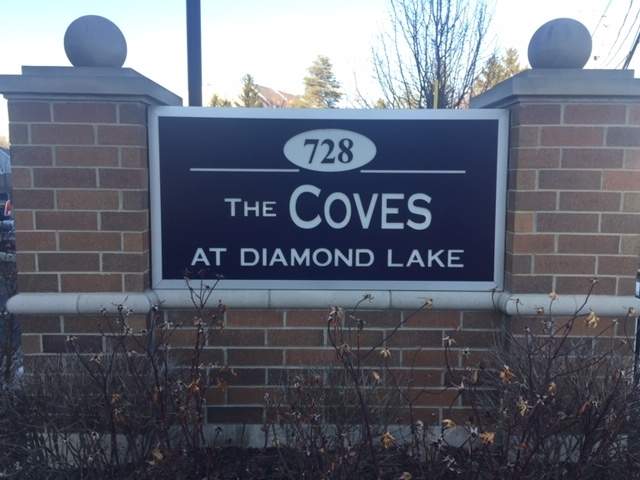 728
THE COVES
AT DIAMOND LAKE